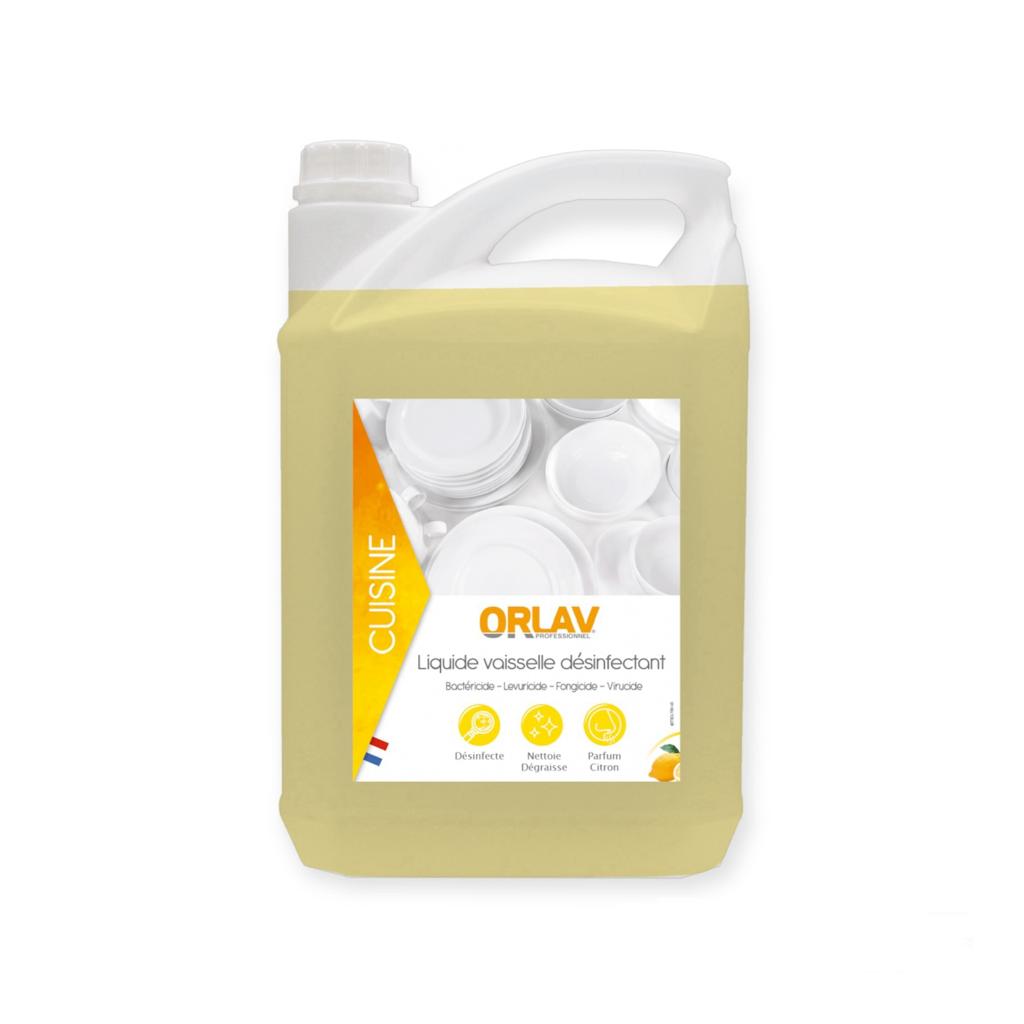 CUISINE
ORLAV
PROFESSIONNEL
Liquide vaisselle désinfectant
Bactéricide - Levuricide - Fongicide - Virucide
Désinfecte
Nettoie
Dégraisse
Parfum
Citron